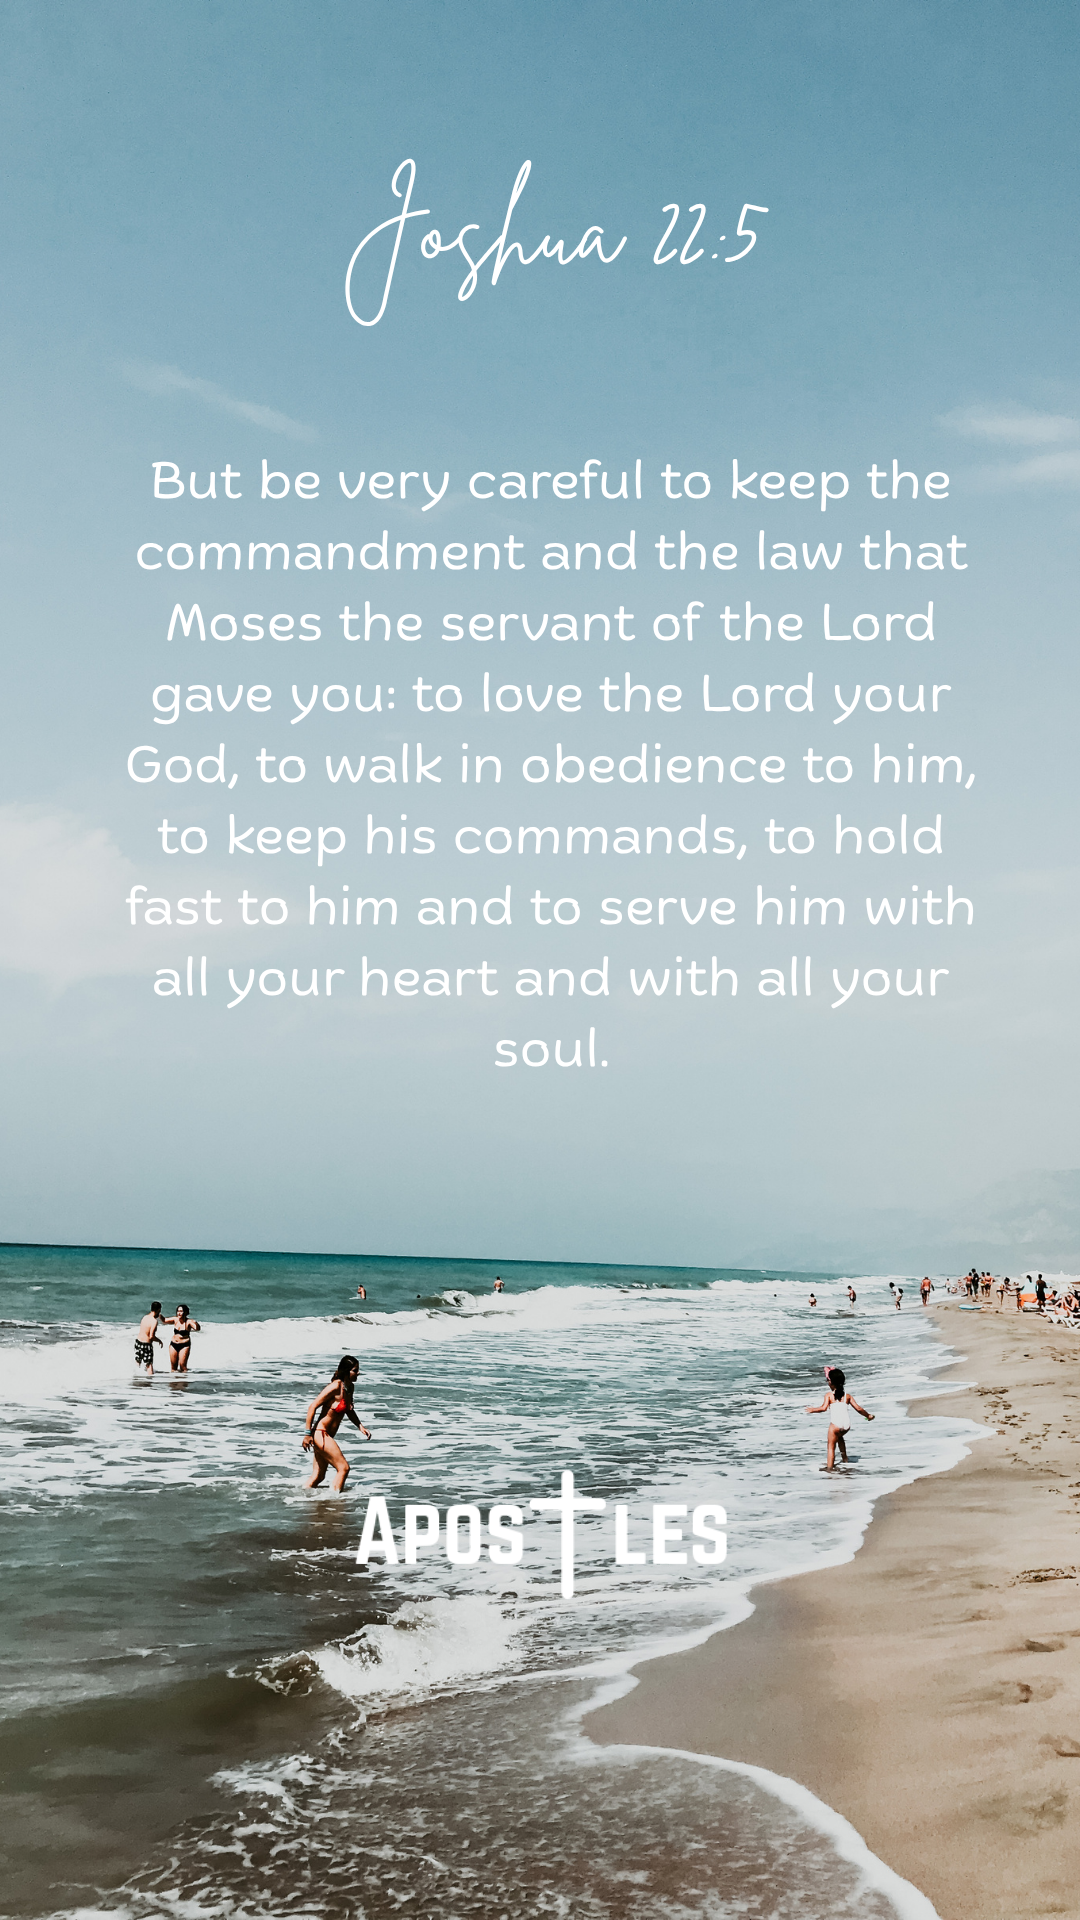 Joshua 22:5
But be very careful to keep the
commandment and the law that
Moses the servant of the Lord
gave you: to love the Lord your
God, to walk in obedience to him,
to keep his commands, to hold
fast to him and to serve him with
all your heart and with all your
soul.
APOSTLES